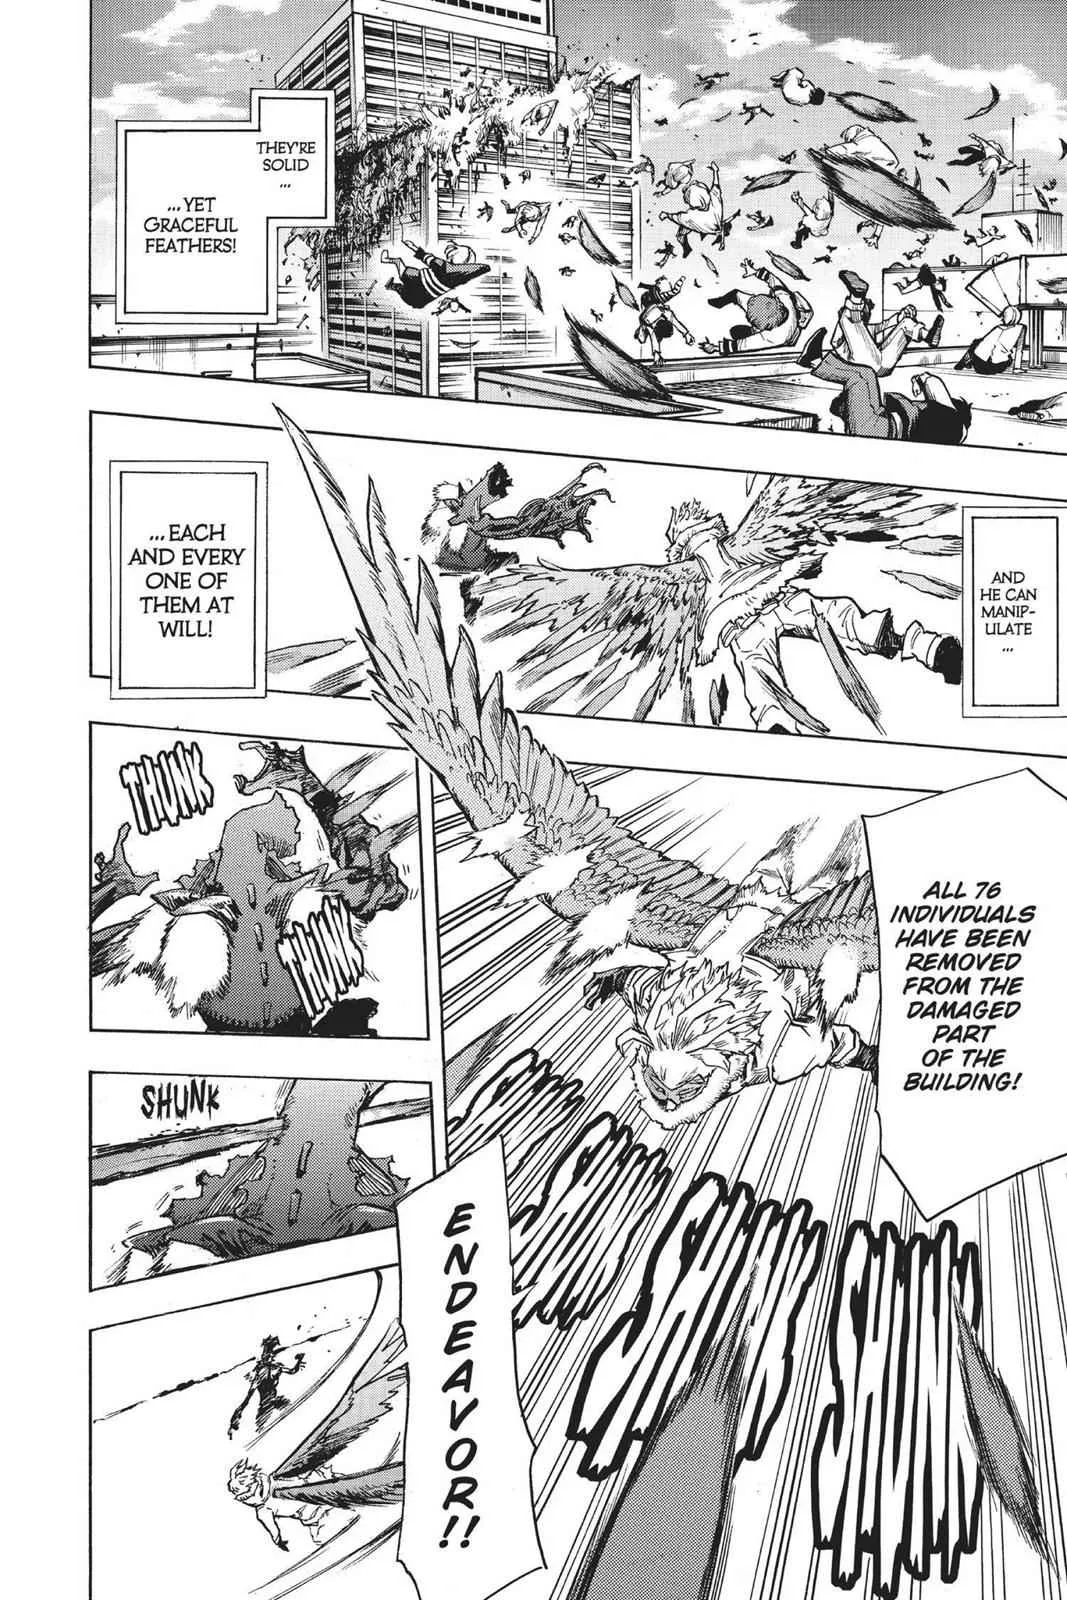 THEY'RE
SOLID
...
...YET
GRACEFUL
FEATHERS!
AND
HE CAN
MANIP-
ULATE
...
...EACH
AND EVERY
ONE OF
THEM AT
WILL!
ALL 76
INDIVIDUALS
HAVE BEEN
REMOVED
FROM THE
DAMAGED
PART
OF THE
BUILDING!
THUNK
THUNK
SHUNK
SHUNK
SHUNK
SHUNK
ENDEAVOR!!